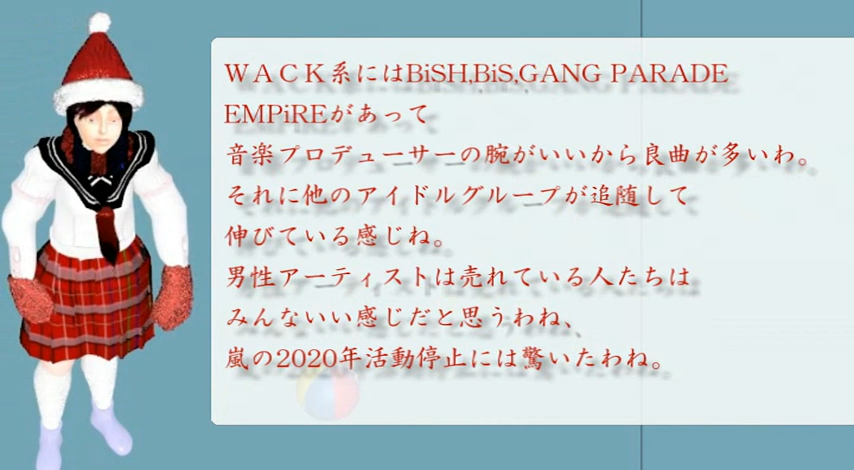 ＷＡＣＫ系にはBiSH,BiS,GANG PARADE
EMPiREがあって
音楽プロデューサーの腕がいいから良曲が多いわ。
それに他のアイドルグループが追随して
伸びている感じね。
男性アーティストは売れている人たちは
みんないい感じだと思うわね、
嵐の2020年活動停止には驚いたわね。